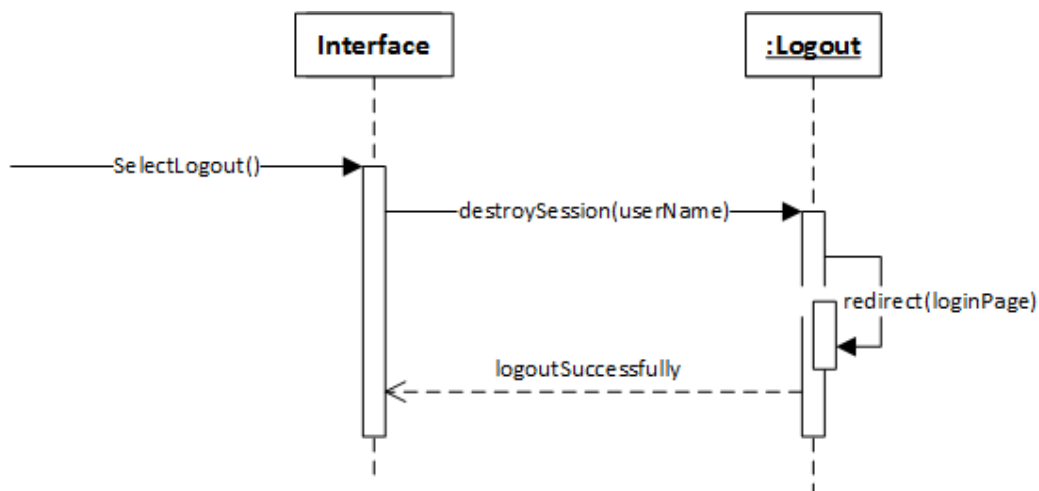 Interface
:Logout
SelectLogout()
destroySession(userName)
redirect(loginPage)
logoutSuccessfully